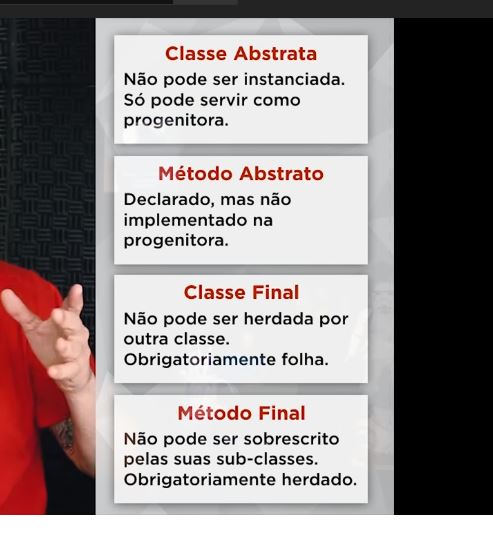 Classe Abstrata
Não pode ser instanciada.
Só pode servir como
progenitora.
Método Abstrato
Declarado, mas não
implementado na
progenitora.
Classe Final
Não pode ser herdada por
outra classe.
Obrigatoriamente folha.
Método Final
Não pode ser sobrescrito
pelas suas sub-classes.
Obrigatoriamente herdado.